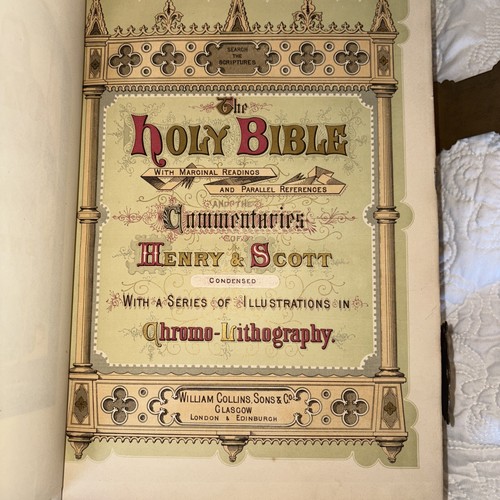 SEARCH
THE
SCRIPTURES
The
HOLY BIBLE
WITH MARGINAL READINGS
AND PARALLEL REFERENCES
AND THE
Commentaries
OF
HENRY & SCOTT
CONDENSED
WITH A SERIES OF ILLUSTRATIONS IN
Chromo-Lithography.
WILLIAM COLLINS, SONS & Co.
GLASGOW
LONDON & EDINBURGH